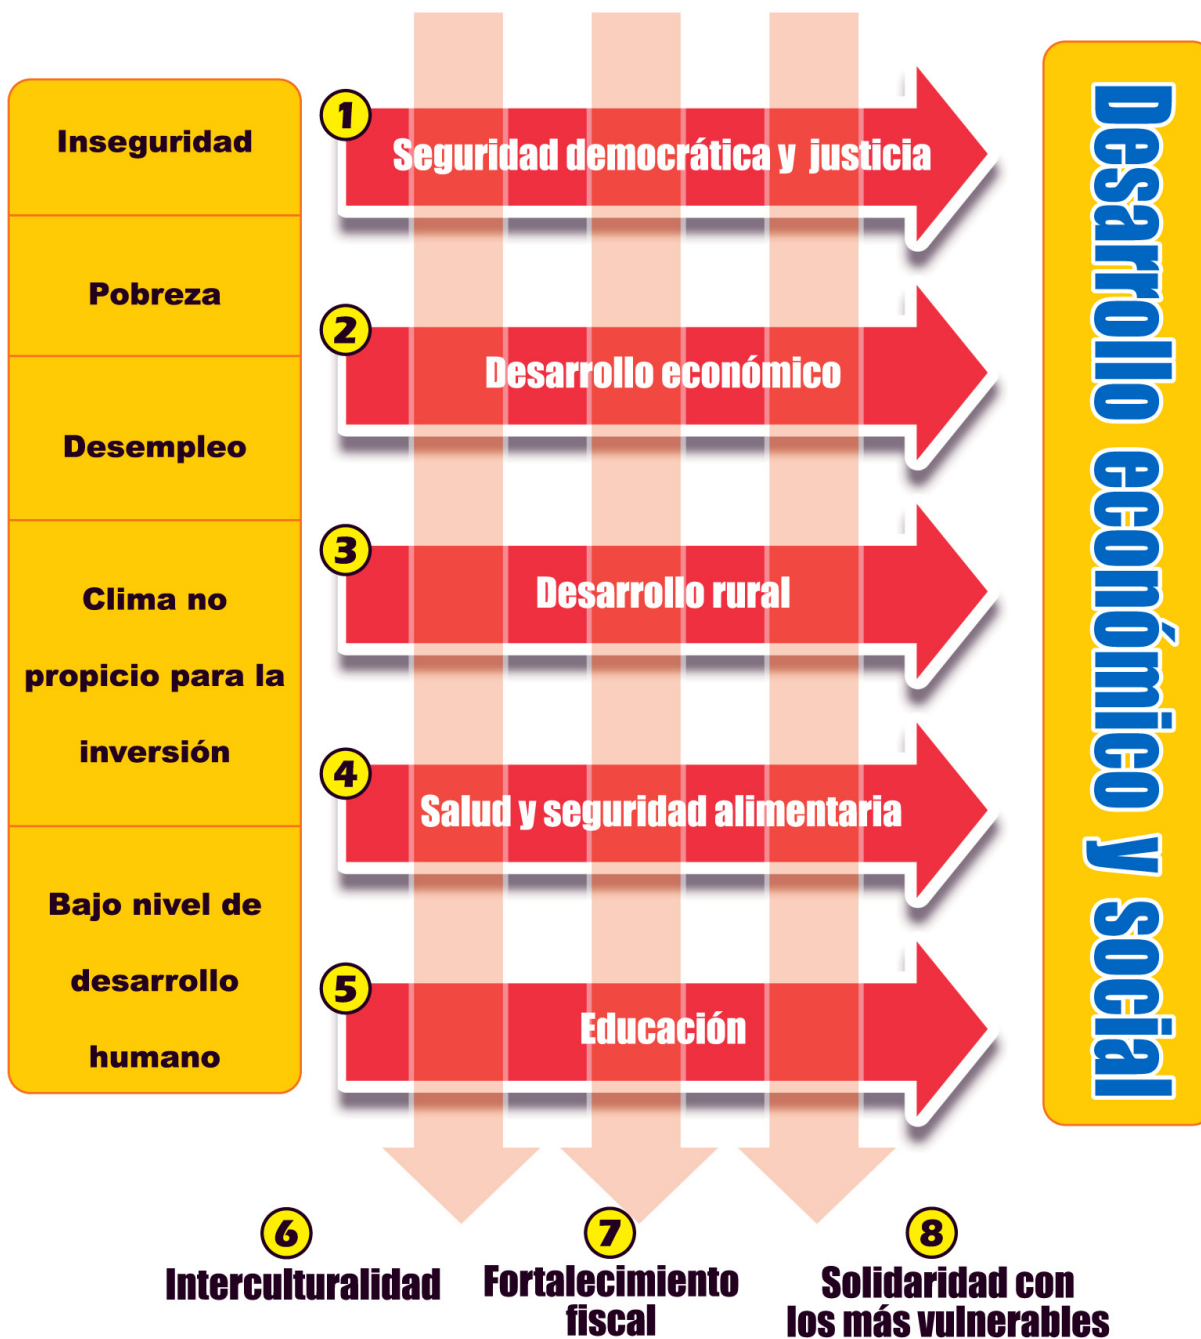 Inseguridad
Pobreza
Desempleo
Clima no
propicio para la
inversión
Bajo nivel de
desarrollo
humano
1
Seguridad democrática y justicia
2
Desarrollo económico
3
Desarrollo rural
4
Salud y seguridad alimentaria
5
Educación
Desarrollo económico y social
6
Interculturalidad
7
Fortalecimiento
fiscal
8
Solidaridad con
los más vulnerables